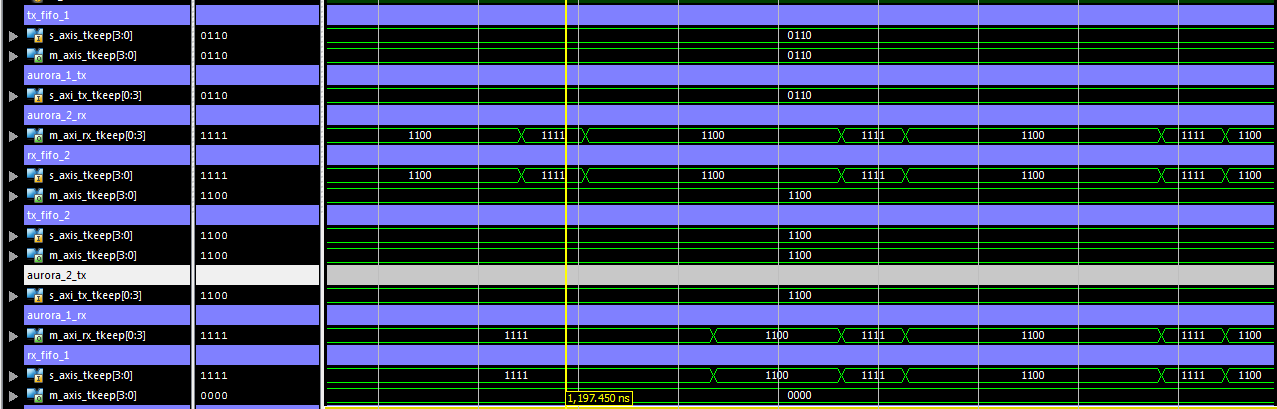 tx_fifo_1
s_axis_tkeep[3:0] 0110 0110
m_axis_tkeep[3:0] 0110 0110
aurora_1_tx
s_axi_tx_tkeep[0:3] 0110 0110
aurora_2_rx
m_axi_rx_tkeep[0:3] 1111 1100 1111 1100 1111 1100 1111 1100
rx_fifo_2
s_axis_tkeep[3:0] 1111 1100 1111 1100 1111 1100 1111 1100
m_axis_tkeep[3:0] 1100 1100
tx_fifo_2
s_axis_tkeep[3:0] 1100 1100
m_axis_tkeep[3:0] 1100 1100
aurora_2_tx
s_axi_tx_tkeep[0:3] 1100 1100
aurora_1_rx
m_axi_rx_tkeep[0:3] 1111 1111 1100 1111 1100 1111 1100
rx_fifo_1
s_axis_tkeep[3:0] 1111 1111 1100 1111 1100 1111 1100
m_axis_tkeep[3:0] 0000 0000
1,197.450 ns